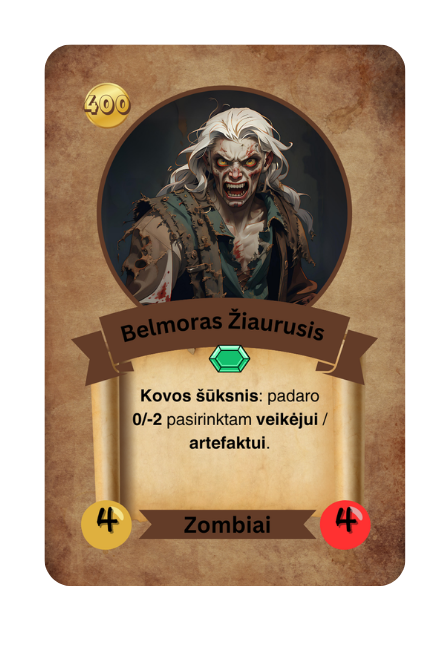 400
Belmoras Žiaurusis
Kovos šūksnis: padaro
0/-2 pasirinktam veikėjui /
artefaktui.
4 Zombiai 4